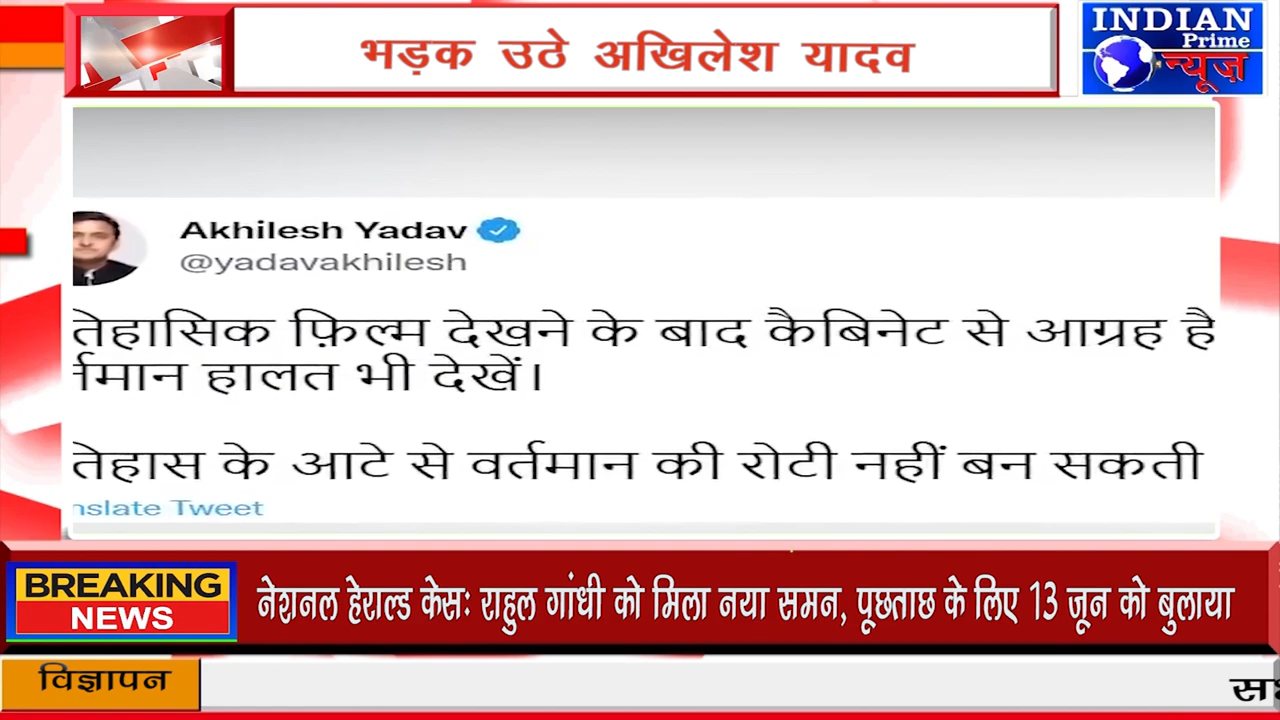 भड़क उठे अखिलेश यादव
INDIAN
Prime
न्यूज़
Akhilesh Yadav
@yadavakhilesh
तिहासिक फ़िल्म देखने के बाद कैबिनेट से आग्रह है
र्तमान हालत भी देखें।
तिहास के आटे से वर्तमान की रोटी नहीं बन सकती
nslate Tweet
BREAKING
NEWS
नेशनल हेराल्ड केसः राहुल गांधी को मिला नया समन, पूछताछ के लिए 13 जून को बुलाया
विज्ञापन